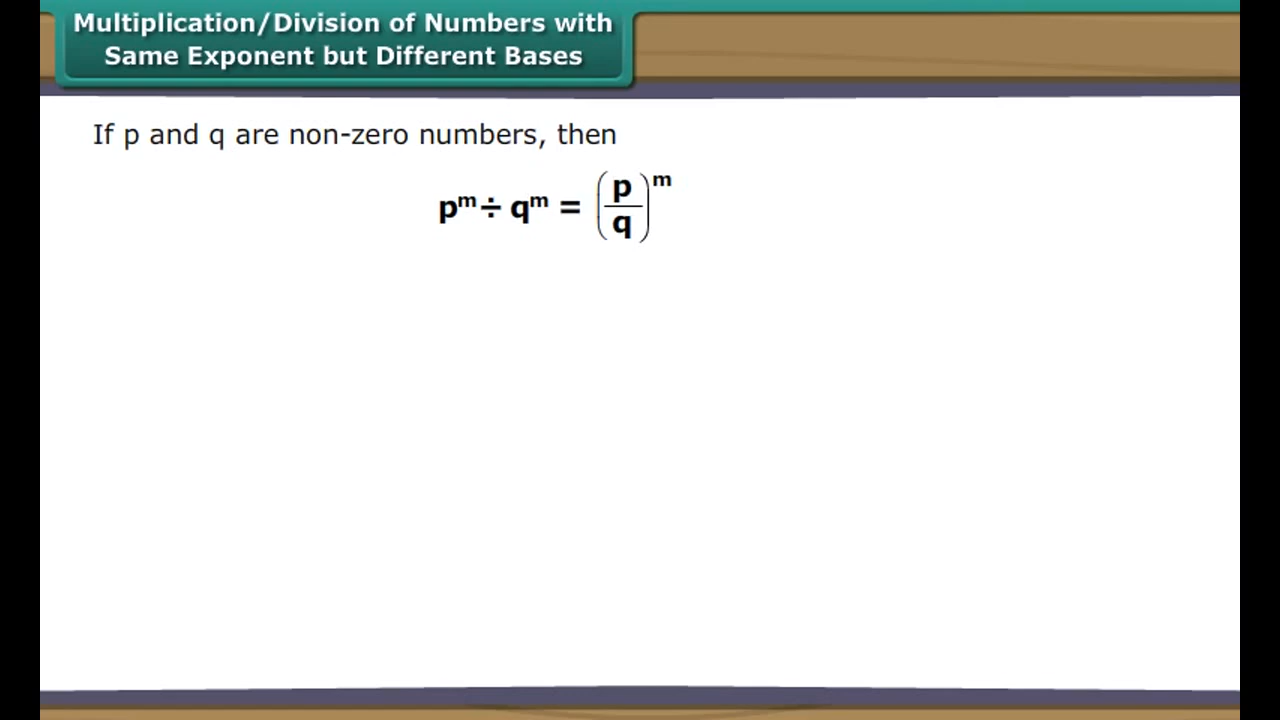 Multiplication/Division of Numbers with
Same Exponent but Different Bases
If p and q are non-zero numbers, then
pᵐ ÷ qᵐ = (p/q)ᵐ